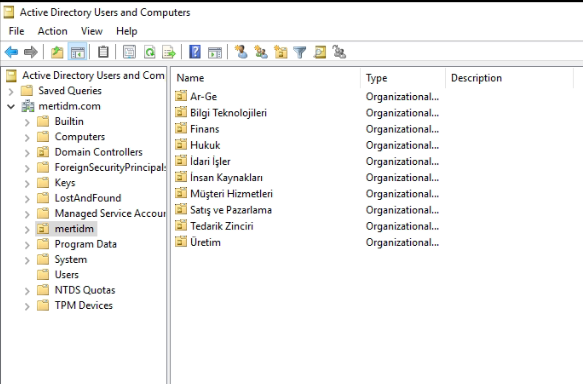 Active Directory Users and Computers
File Action View Help
Active Directory Users and Com
Saved Queries
mertidm.com
Builtin
Computers
Domain Controllers
ForeignSecurityPrincipals
Keys
LostAndFound
Managed Service Accour
mertidm
Program Data
System
Users
NTDS Quotas
TPM Devices
Name Type Description
Ar-Ge Organizational...
Bilgi Teknolojileri Organizational...
Finans Organizational...
Hukuk Organizational...
İdari İşler Organizational...
İnsan Kaynakları Organizational...
Müşteri Hizmetleri Organizational...
Satış ve Pazarlama Organizational...
Tedarik Zinciri Organizational...
Üretim Organizational...